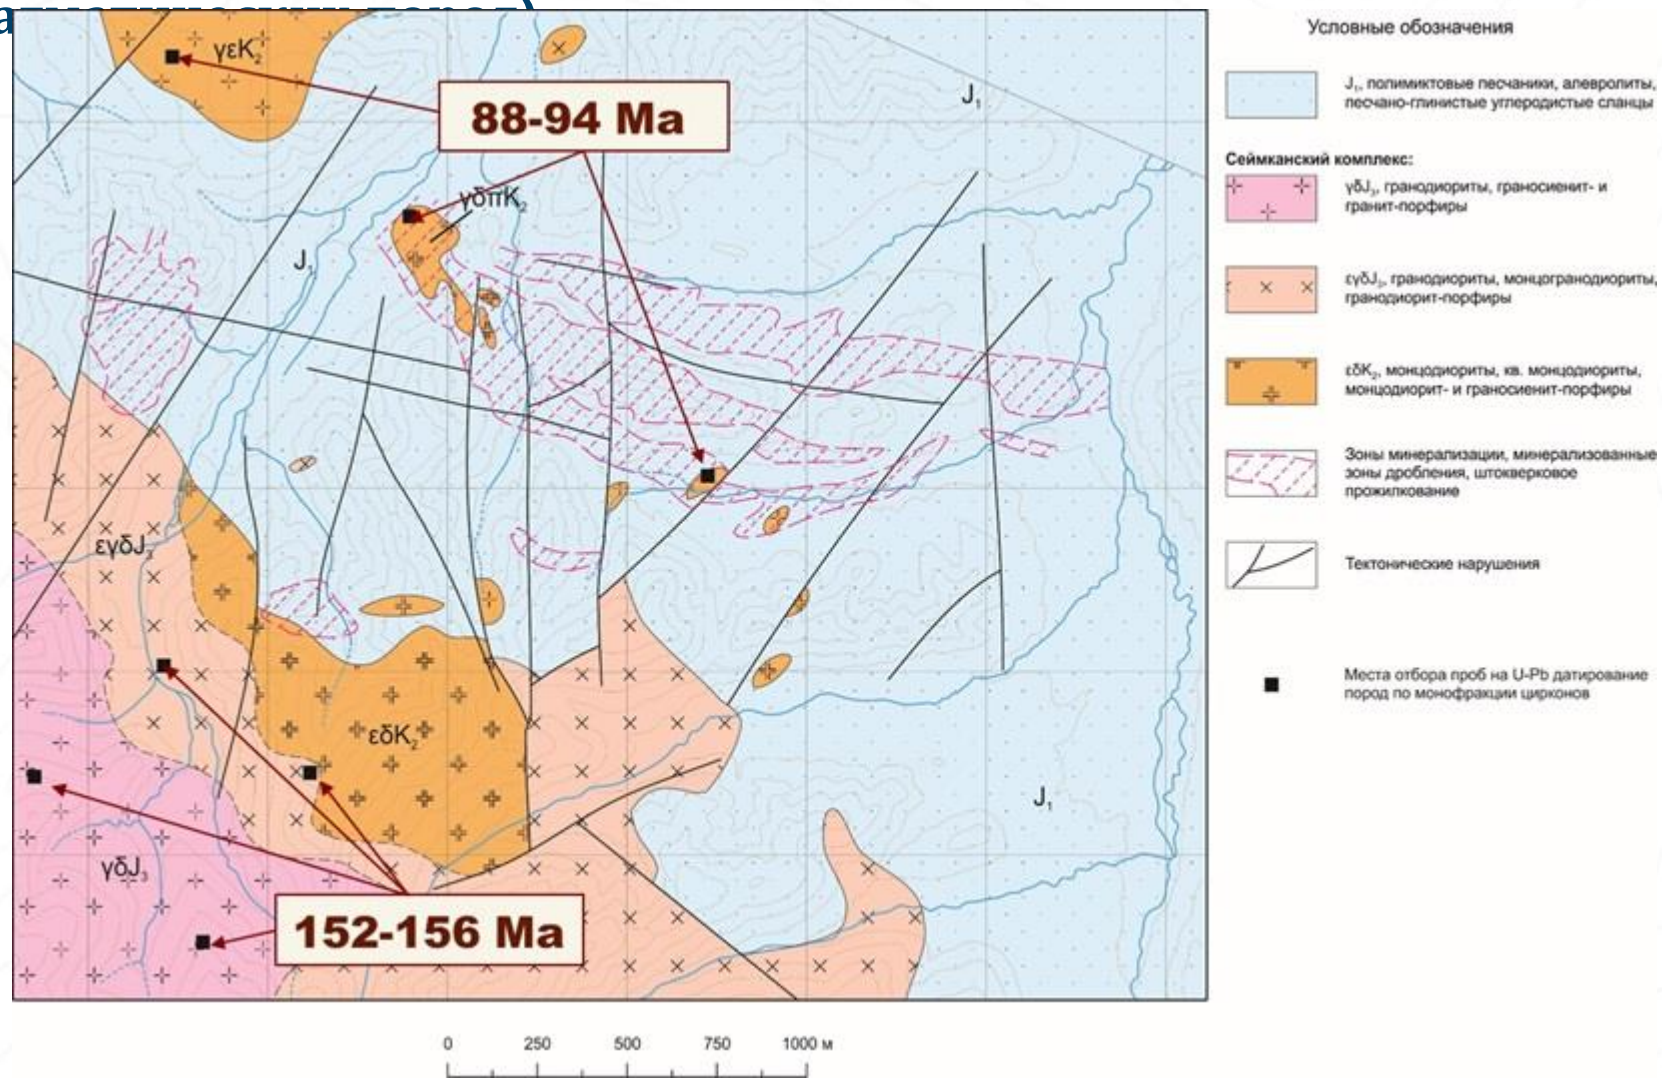 γεK₂
88-94 Ma
J₁
γδπK₂
J₁
εγδJ₃
εδK₂
J₁
γδJ₃
152-156 Ma
0 250 500 750 1000 м
Условные обозначения
J₁, полимиктовые песчаники, алевролиты,
песчано-глинистые углеродистые сланцы
Сеймканский комплекс:
γδJ₃, гранодиориты, граносиенит- и
гранит-порфиры
εγδJ₃, гранодиориты, монцогранодиориты,
гранодиорит-порфиры
εδK₂, монцодиориты, кв. монцодиориты,
монцодиорит- и граносиенит-порфиры
Зоны минерализации, минерализованные
зоны дробления, штокверковое
прожилкование
Тектонические нарушения
Места отбора проб на U-Pb датирование
пород по монофракции цирконов